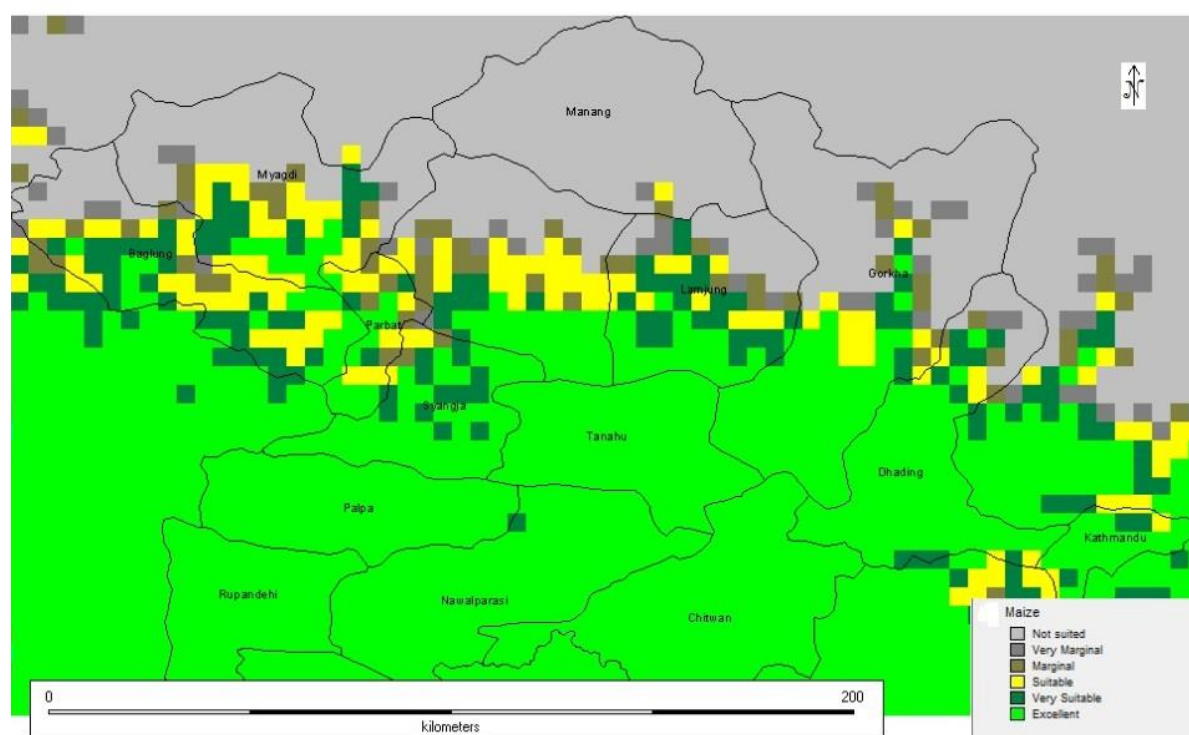 Manang
N
Myagdi
Baglung
Gorkha
Lamjung
Parbat
Syangja
Tanahu
Dhading
Palpa
Kathmandu
Rupandehi
Nawalparasi
Chitwan
Maize
Not suited
Very Marginal
Marginal
Suitable
Very Suitable
Excellent
0 200
kilometers